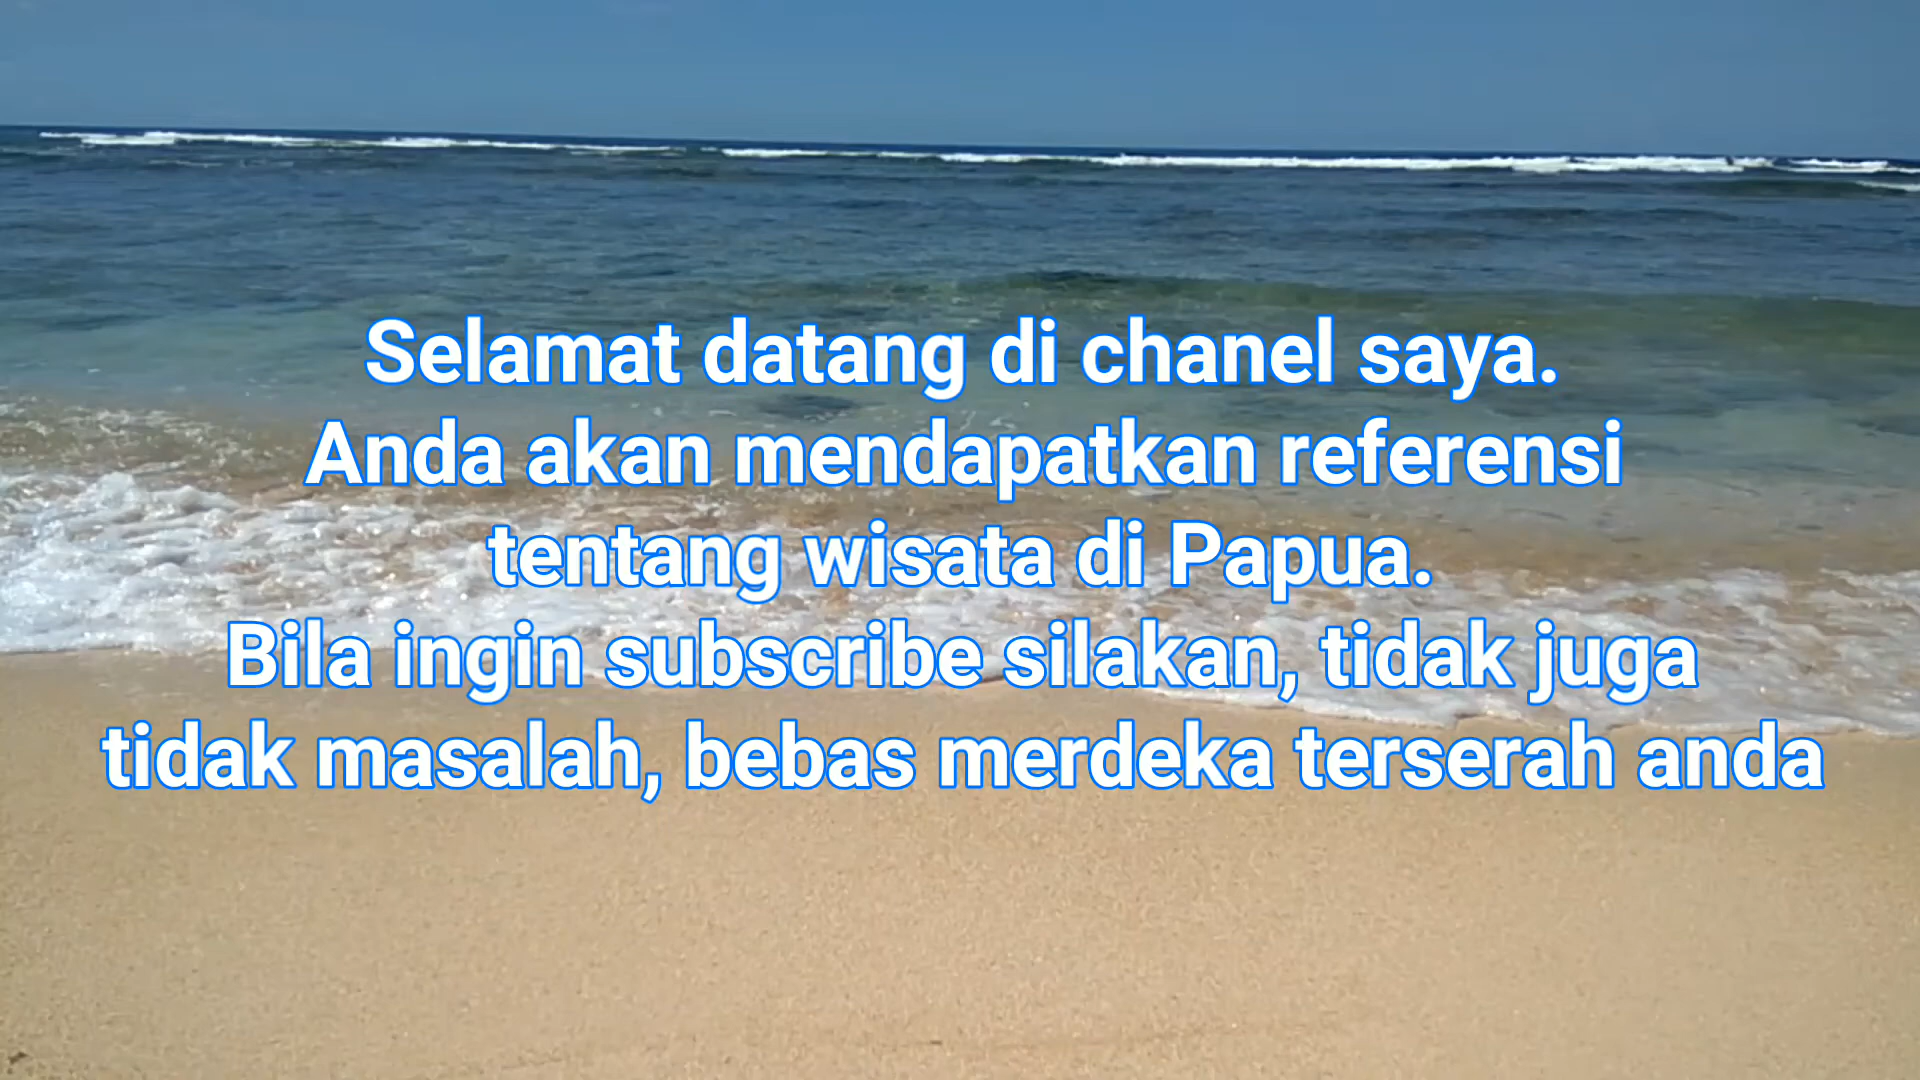 Selamat datang di chanel saya.
Anda akan mendapatkan referensi
tentang wisata di Papua.
Bila ingin subscribe silakan, tidak juga
tidak masalah, bebas merdeka terserah anda